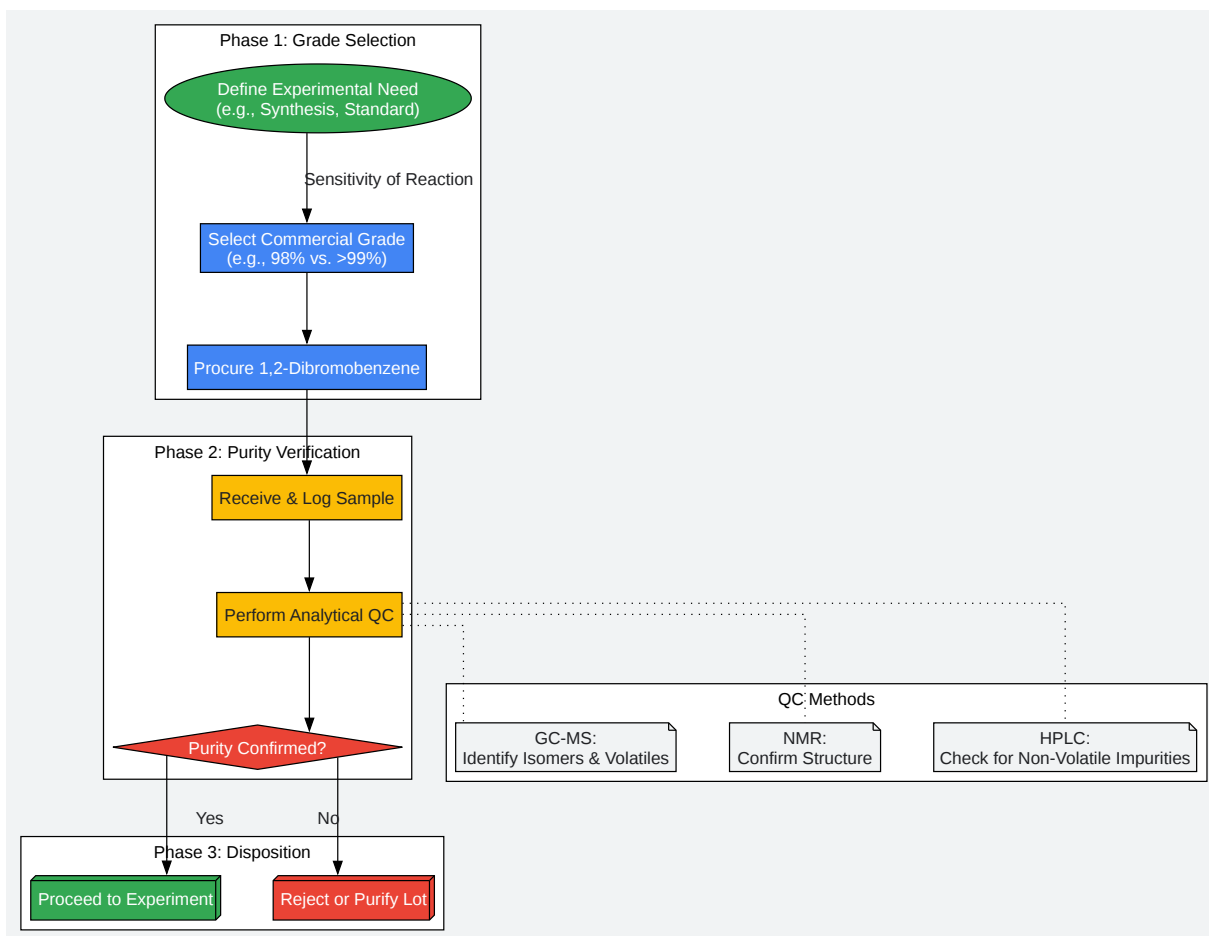 Phase 1: Grade Selection
Define Experimental Need
(e.g., Synthesis, Standard)
Sensitivity of Reaction
Select Commercial Grade
(e.g., 98% vs. >99%)
Procure 1,2-Dibromobenzene
Phase 2: Purity Verification
Receive & Log Sample
Perform Analytical QC
QC Methods
GC-MS:
Identify Isomers & Volatiles
NMR:
Confirm Structure
HPLC:
Check for Non-Volatile Impurities
Purity Confirmed?
Yes
No
Phase 3: Disposition
Proceed to Experiment
Reject or Purify Lot